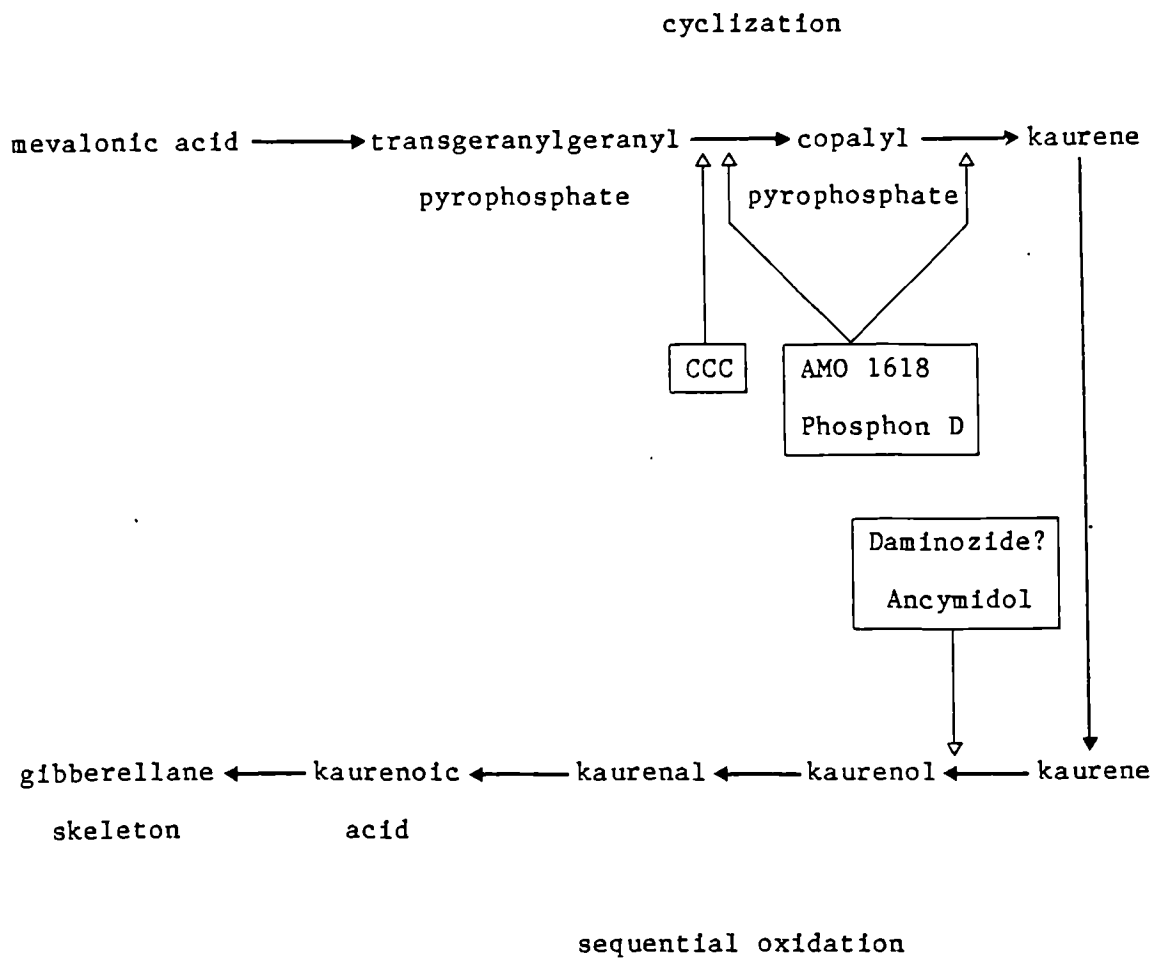 cyclization
mevalonic acid transgeranylgeranyl copalyl kaurene
pyrophosphate pyrophosphate
CCC AMO 1618
Phosphon D
Daminozide?
Ancymidol
gibberellane kaurenoic kaurenal kaurenol kaurene
skeleton acid
sequential oxidation